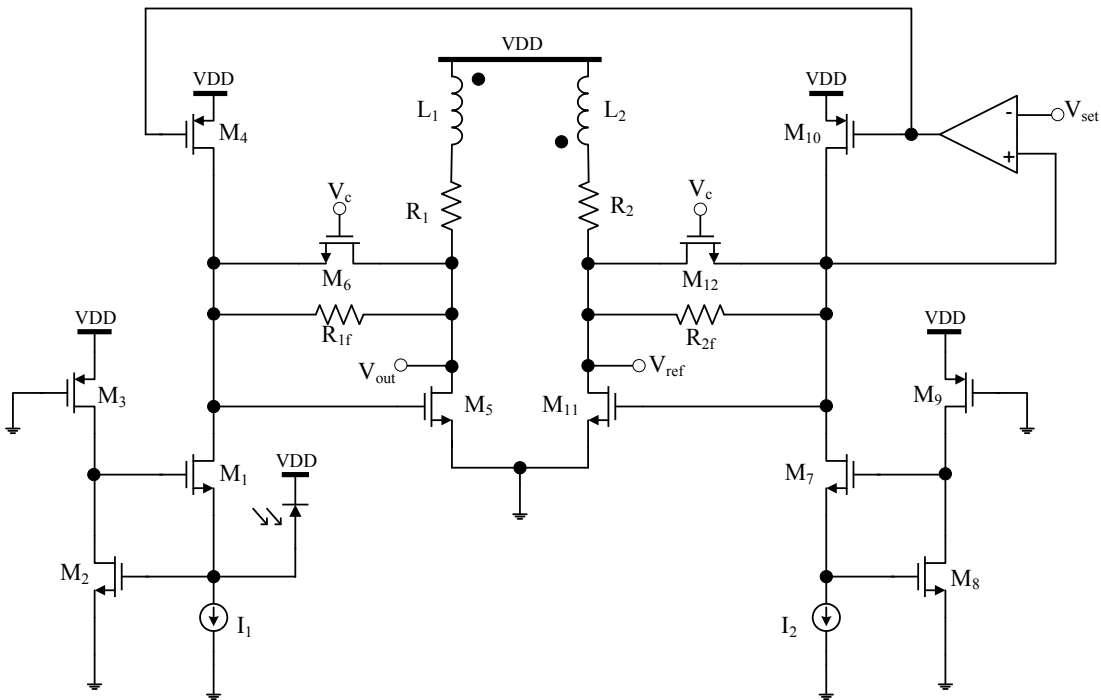 VDD
VDD
VDD
L1
L2
-
Vset
M4
M10
+
Vc
Vc
R1
R2
M6
M12
VDD
R1f
R2f
VDD
Vout
Vref
M3
M5
M11
M9
VDD
M1
M7
M2
M8
I1
I2